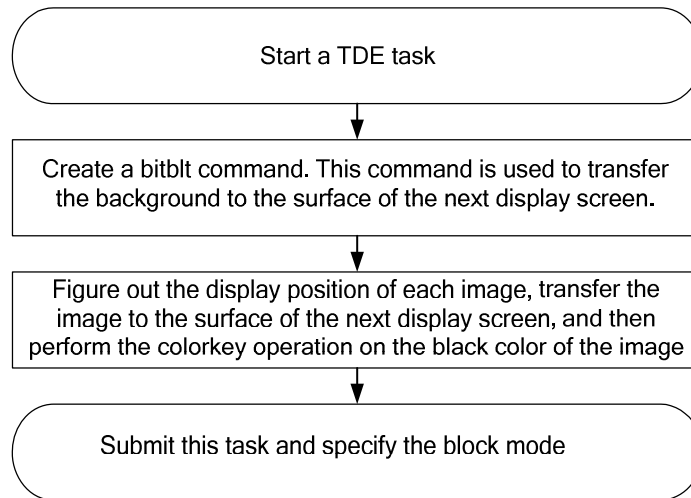 Start a TDE task
Create a bitblt command. This command is used to transfer
the background to the surface of the next display screen.
Figure out the display position of each image, transfer the
image to the surface of the next display screen, and then
perform the colorkey operation on the black color of the image
Submit this task and specify the block mode